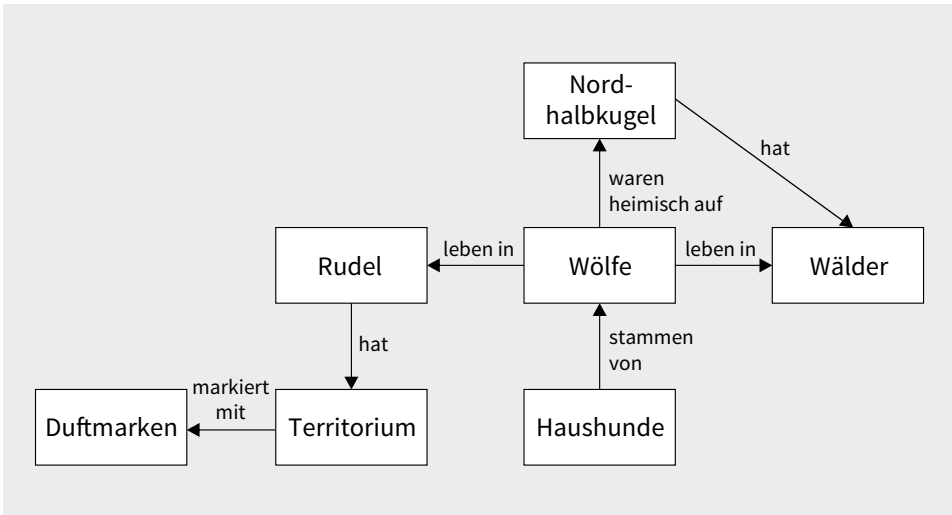 Nord-
halbkugel
hat
waren
heimisch auf
Rudel
leben in
Wölfe
leben in
Wälder
hat
stammen
von
markiert
mit
Duftmarken
Territorium
Haushunde